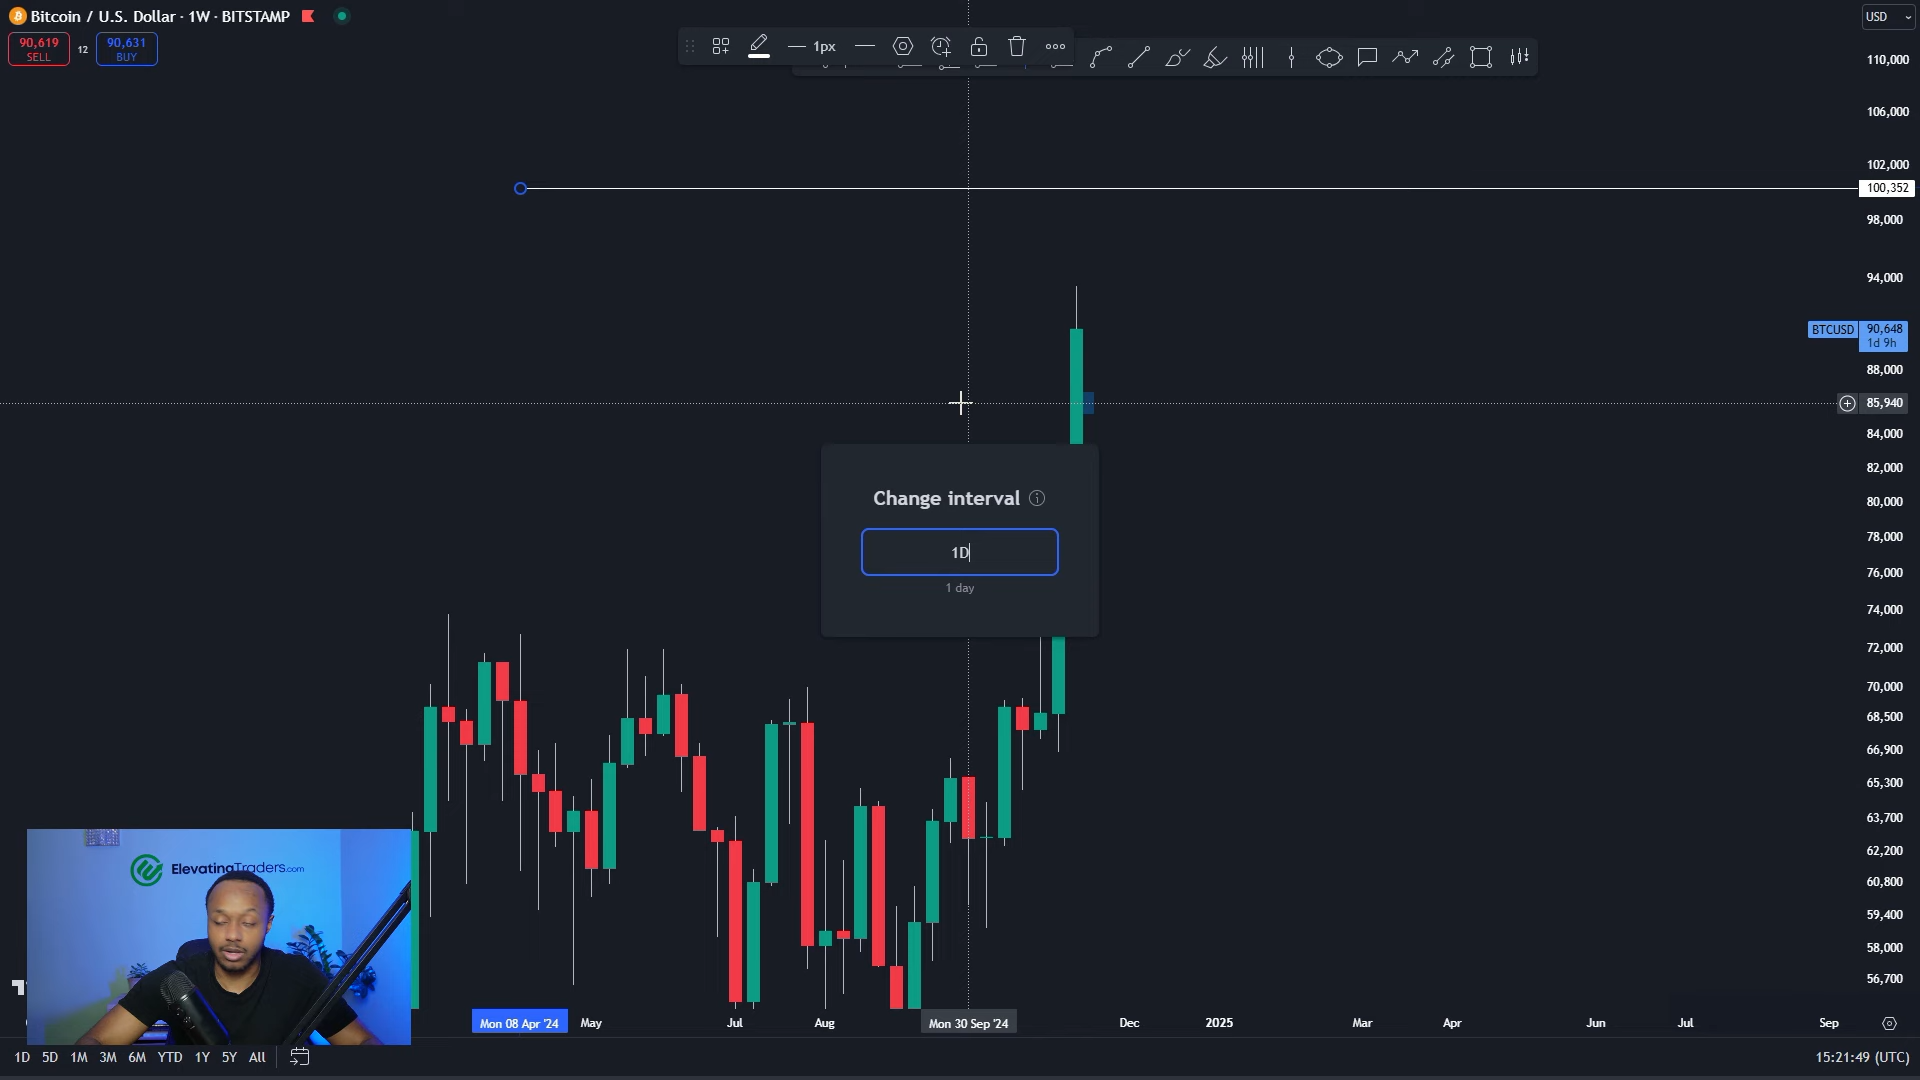 Bitcoin / U.S. Dollar · 1W · BITSTAMP
USD
90,619
SELL
12
90,631
BUY
1px
110,000
106,000
102,000
100,352
98,000
94,000
BTCUSD
90,648
1d 9h
88,000
85,940
84,000
82,000
80,000
78,000
76,000
74,000
72,000
70,000
68,500
66,900
65,300
63,700
62,200
60,800
59,400
58,000
56,700
Change interval
1D
1 day
ElevatingTraders.com
Mon 08 Apr '24
May
Jul
Aug
Mon 30 Sep '24
Dec
2025
Mar
Apr
Jun
Jul
Sep
1D 5D 1M 3M 6M YTD 1Y 5Y All
15:21:49 (UTC)